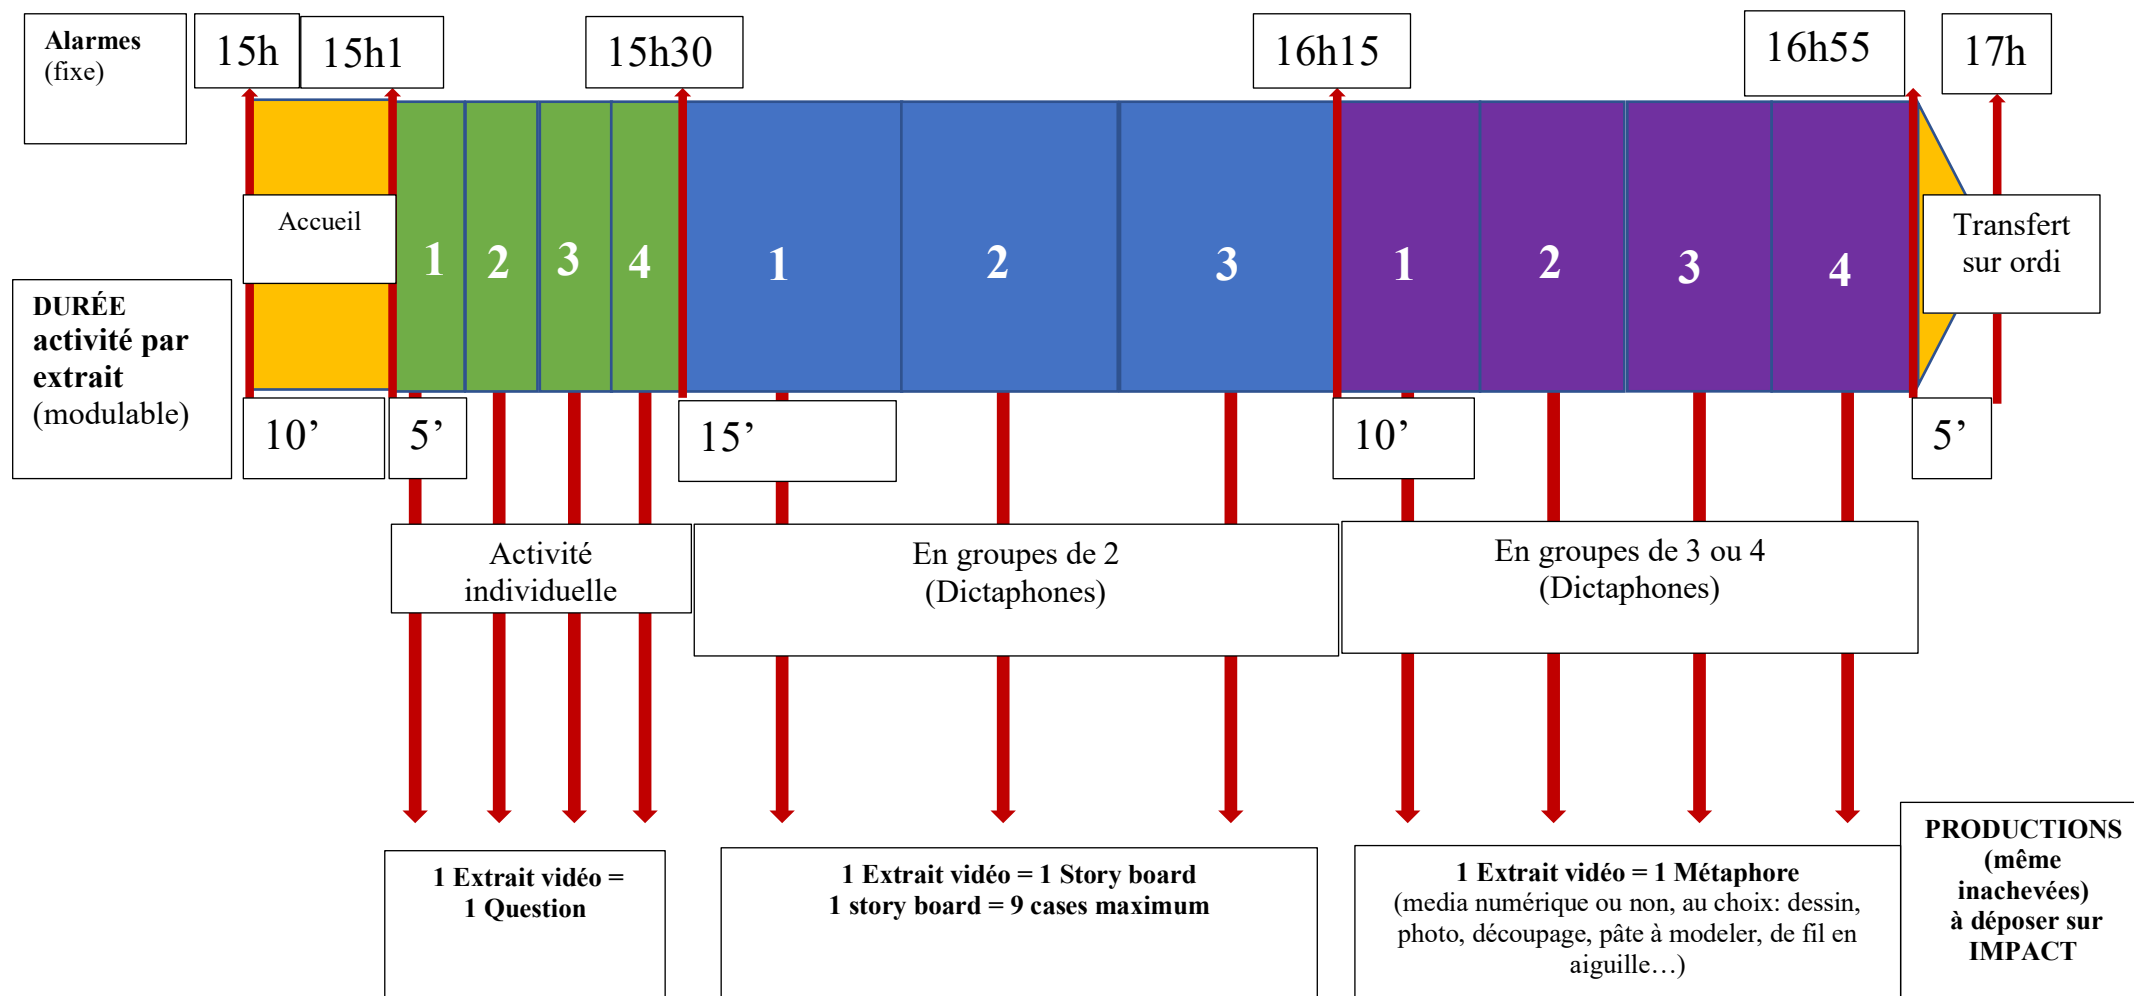 Alarmes
(fixe)
15h
15h1
15h30
16h15
16h55
17h
Accueil
1
2
3
4
1
2
3
1
2
3
4
Transfert
sur ordi
DURÉE
activité par
extrait
(modulable)
10’
5’
15’
10’
5’
Activité
individuelle
En groupes de 2
(Dictaphones)
En groupes de 3 ou 4
(Dictaphones)
1 Extrait vidéo =
1 Question
1 Extrait vidéo = 1 Story board
1 story board = 9 cases maximum
1 Extrait vidéo = 1 Métaphore
(media numérique ou non, au choix: dessin,
photo, découpage, pâte à modeler, de fil en
aiguille…)
PRODUCTIONS
(même
inachevées)
à déposer sur
IMPACT